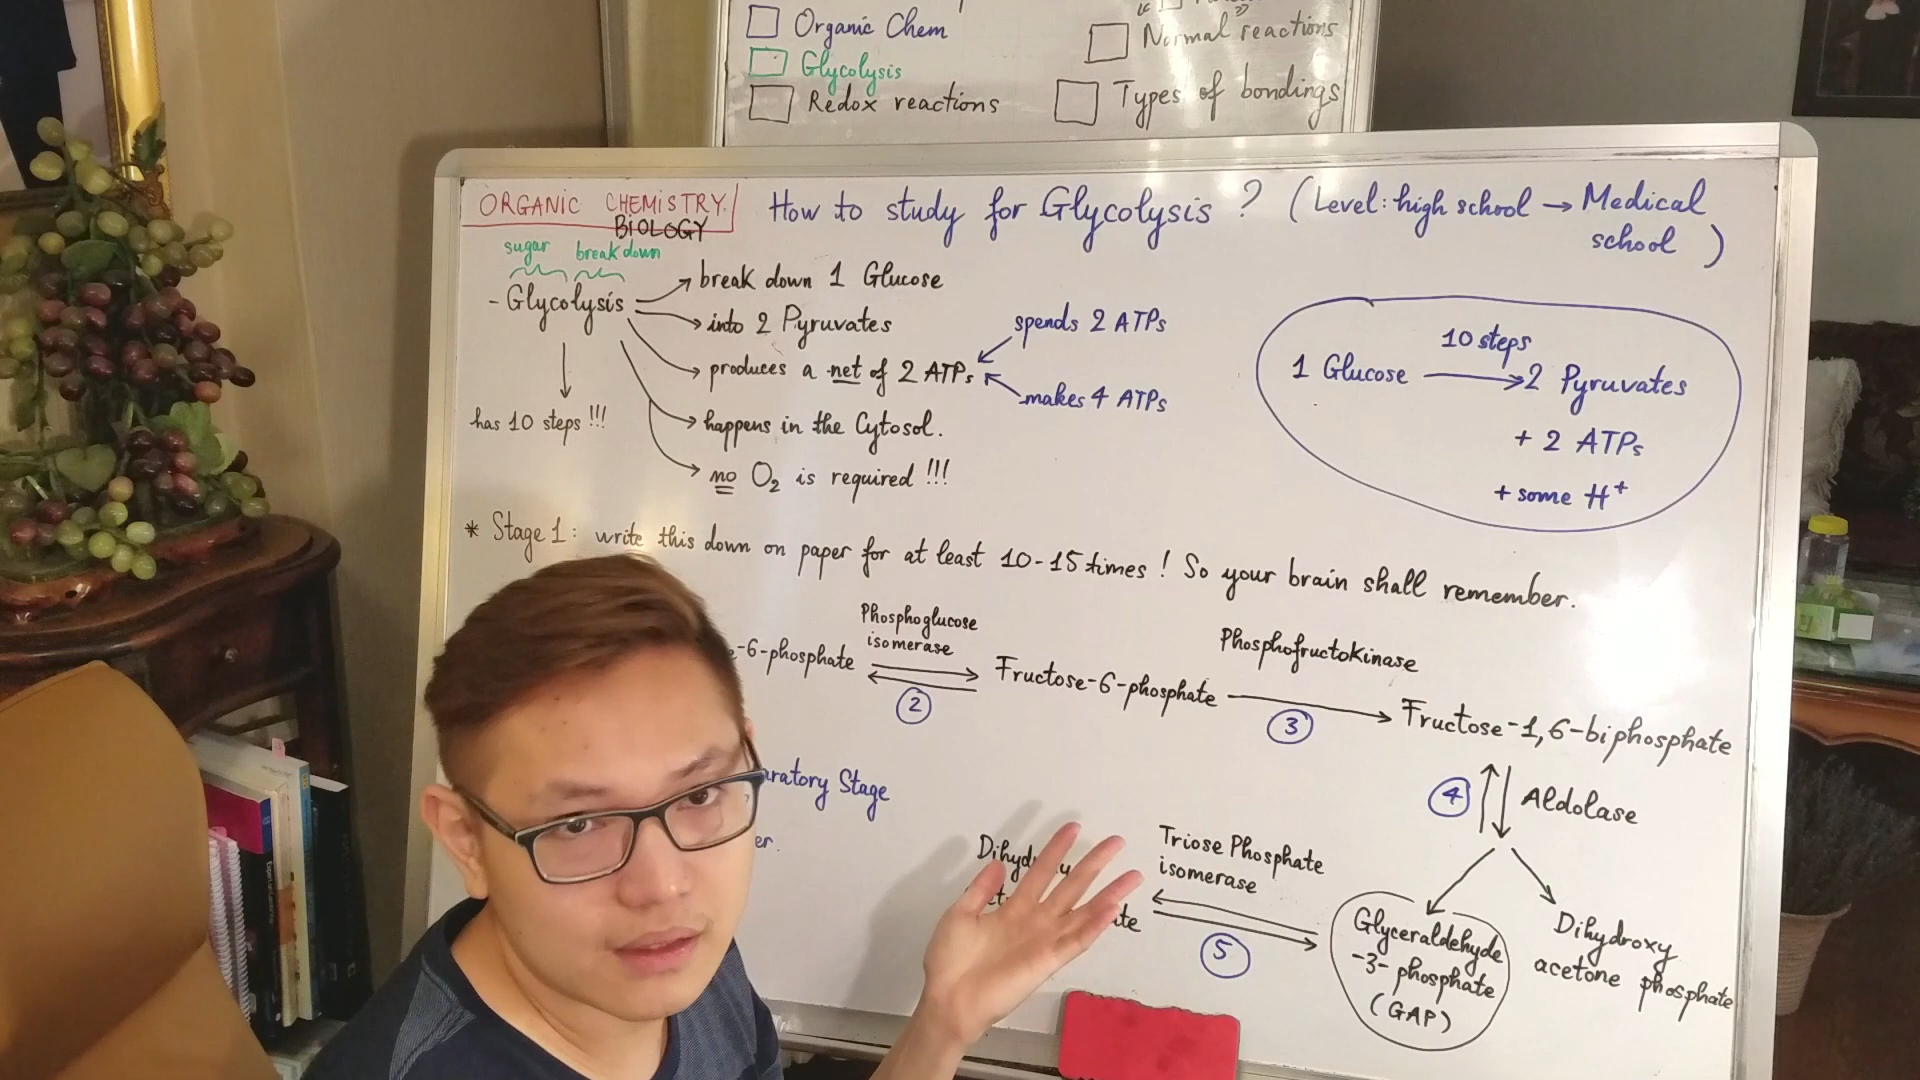 Organic Chem
Normal reactions
Glycolysis
Redox reactions
Types of bondings
ORGANIC CHEMISTRY.
BIOLOGY
How to study for Glycolysis ? (Level: high school → Medical
school )
sugar break down
- Glycolysis
has 10 steps !!!
break down 1 Glucose
into 2 Pyruvates
produces a net of 2 ATPs
spends 2 ATPs
makes 4 ATPs
happens in the Cytosol.
no O₂ is required !!!
10 steps
1 Glucose → 2 Pyruvates
+ 2 ATPs
+ some H⁺
* Stage 1: write this down on paper for at least 10-15 times ! So your brain shall remember.
-6-phosphate
Phosphoglucose
isomerase
2
Fructose-6-phosphate
Phosphofructokinase
3
Fructose-1,6-biphosphate
4
Aldolase
Stage
Triose Phosphate
isomerase
5
Glyceraldehyde
-3-phosphate
(GAP)
Dihydroxy
acetone phosphate